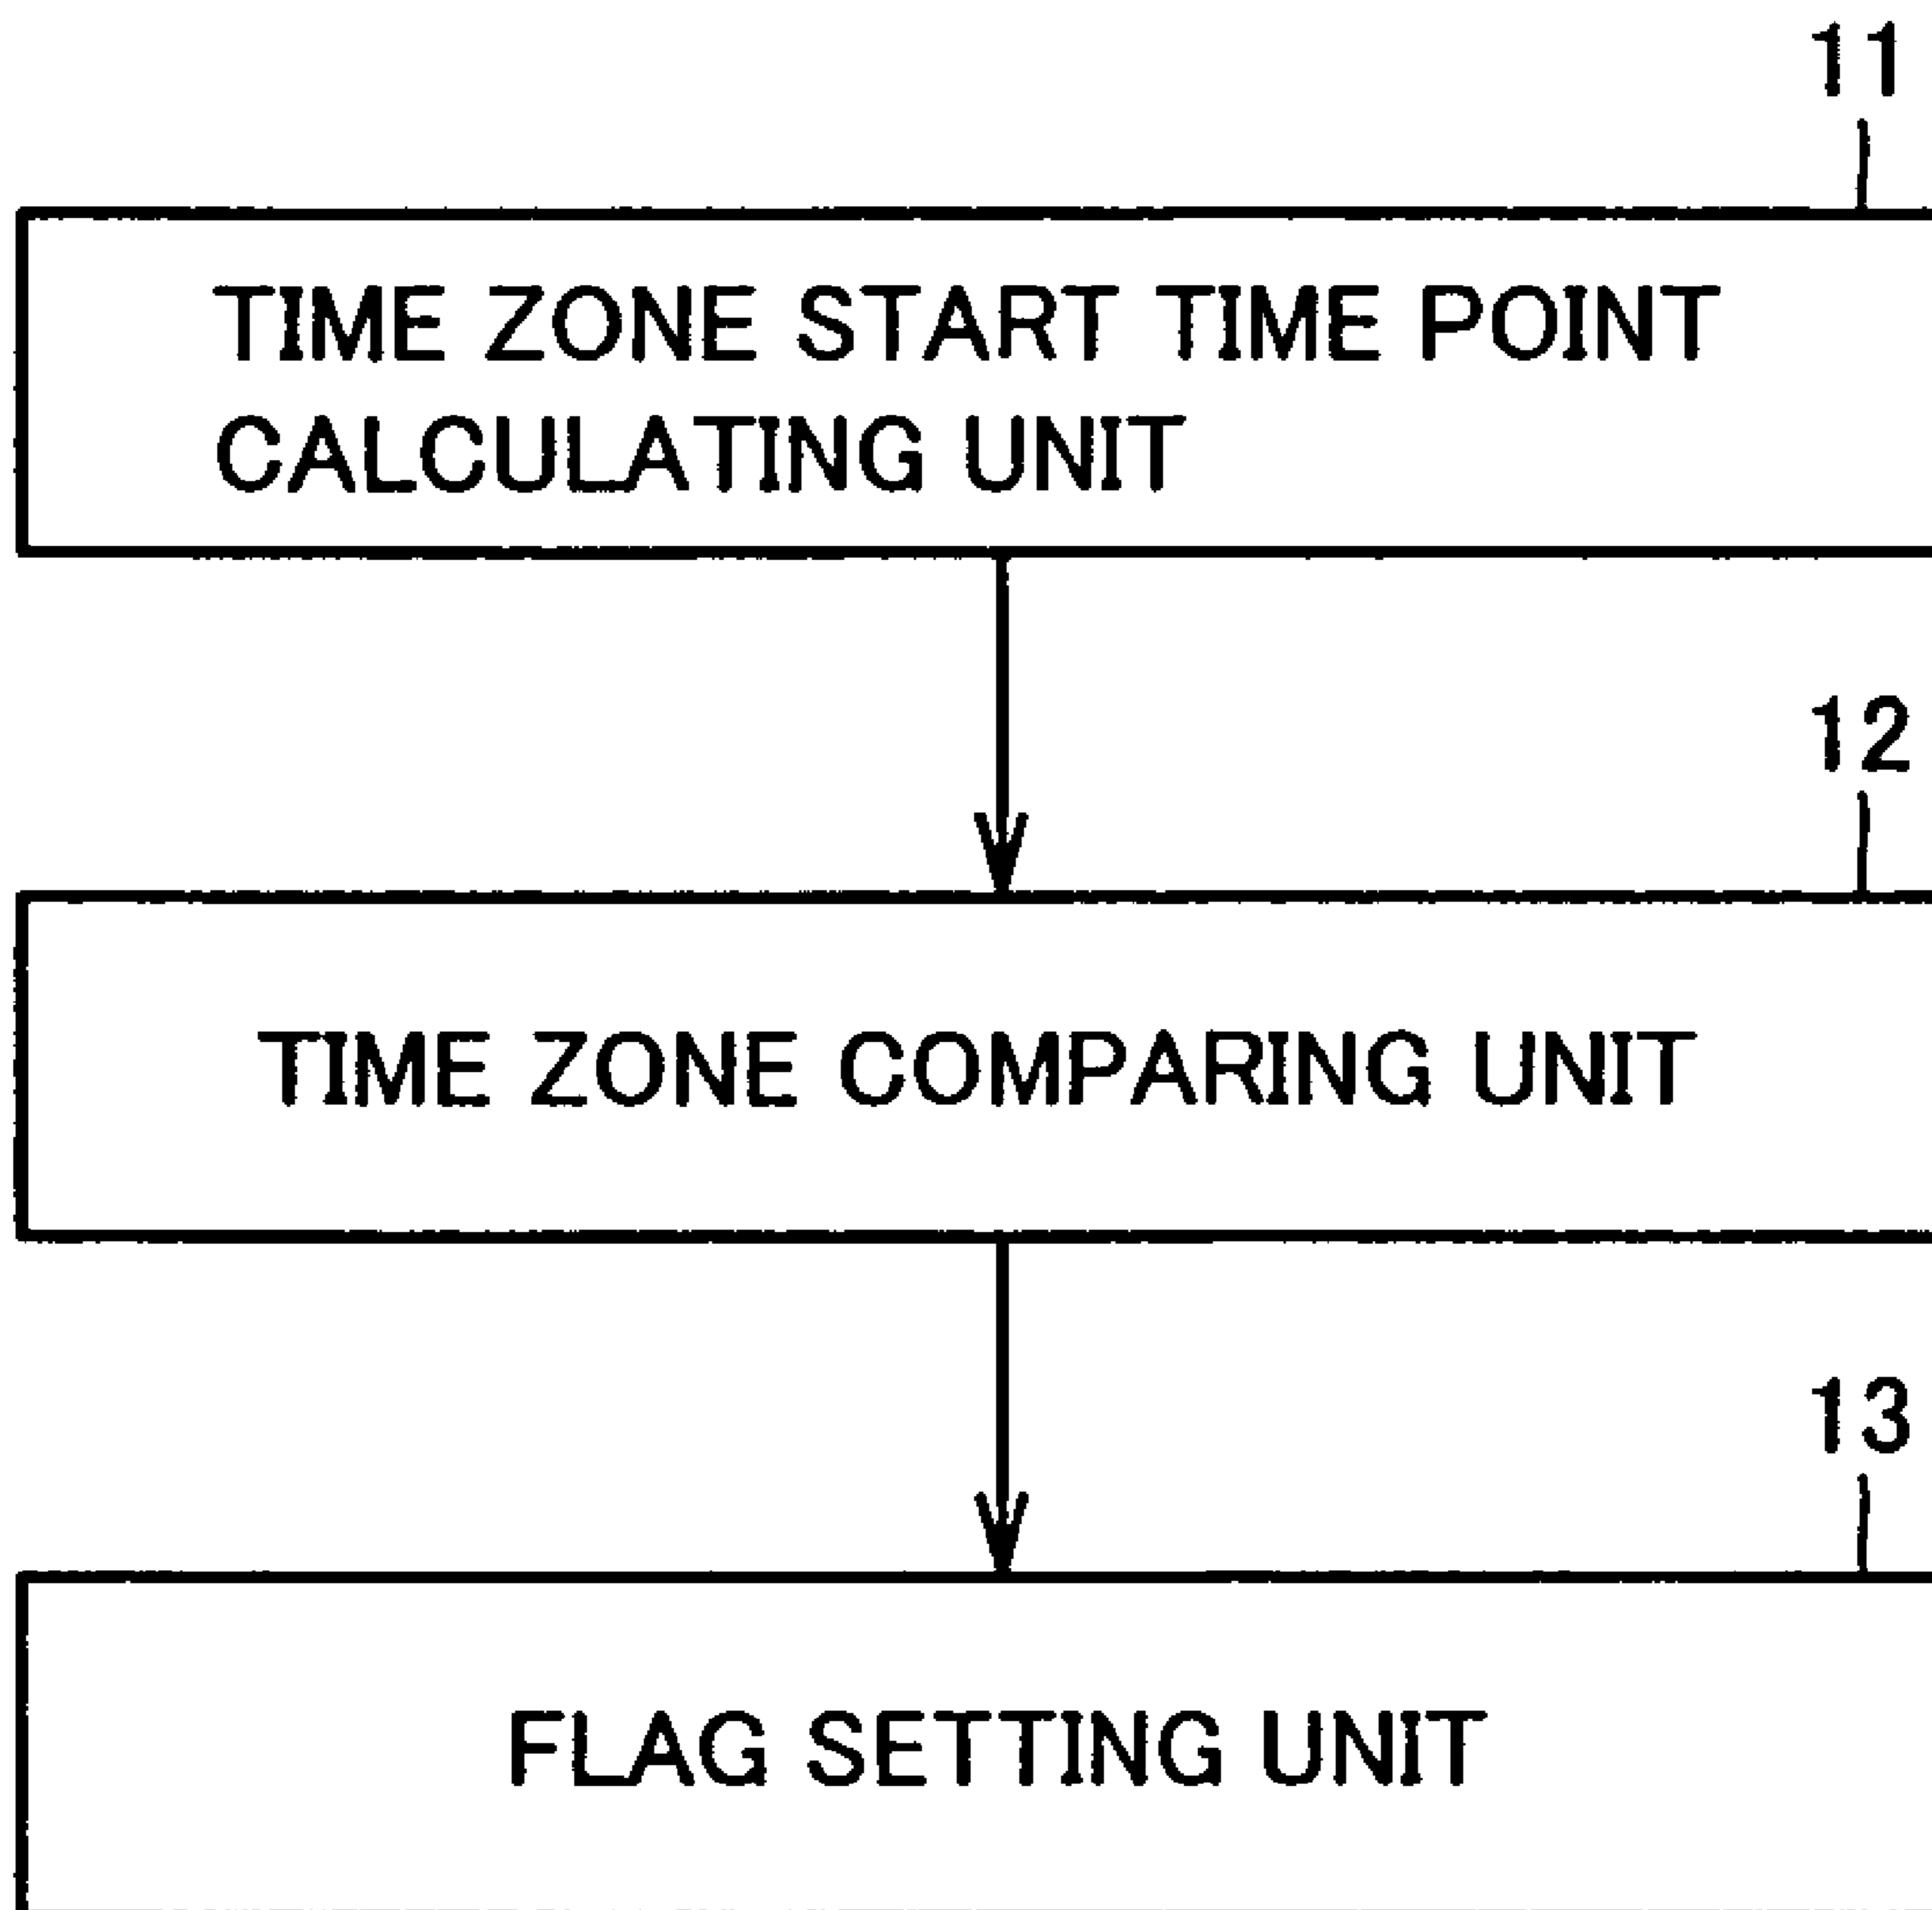 11
TIME ZONE START TIME POINT
CALCULATING UNIT
12
TIME ZONE COMPARING UNIT
13
FLAG SETTING UNIT